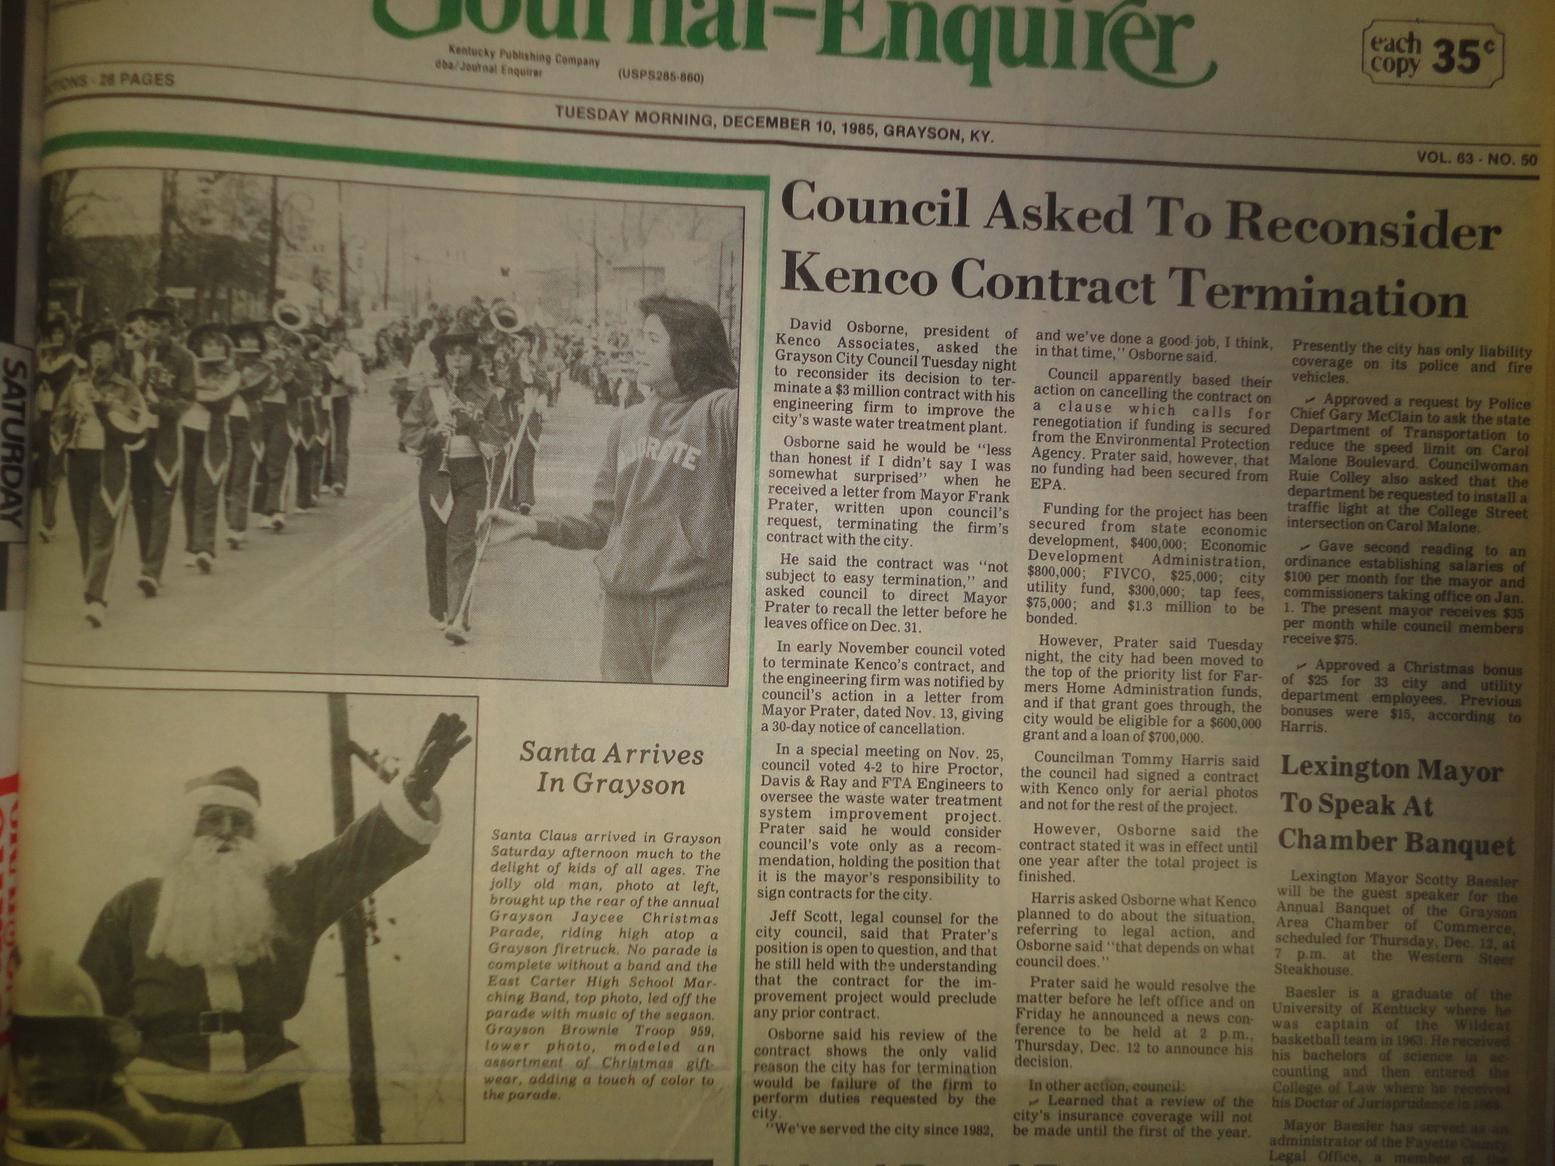 Journal-Enquirer
Kentucky Publishing Company
dba/Journal Enquirer
(USPS285-860)
each
copy 35¢
28 PAGES
TUESDAY MORNING, DECEMBER 10, 1985, GRAYSON, KY.
VOL. 63 - NO. 50
SATURDAY
Santa Arrives
In Grayson
Santa Claus arrived in Grayson
Saturday afternoon much to the
delight of kids of all ages. The
jolly old man, photo at left,
brought up the rear of the annual
Grayson Jaycee Christmas
Parade, riding high atop a
Grayson firetruck. No parade is
complete without a band and the
East Carter High School Mar-
ching Band, top photo, led off the
parade with music of the season.
Grayson Brownie Troop 959,
lower photo, modeled an
assortment of Christmas gift
wear, adding a touch of color to
the parade.
Council Asked To Reconsider
Kenco Contract Termination
David Osborne, president of
Kenco Associates, asked the
Grayson City Council Tuesday night
to reconsider its decision to ter-
minate a $3 million contract with his
engineering firm to improve the
city's waste water treatment plant.
Osborne said he would be "less
than honest if I didn't say I was
somewhat surprised" when he
received a letter from Mayor Frank
Prater, written upon council's
request, terminating the firm's
contract with the city.
He said the contract was "not
subject to easy termination," and
asked council to direct Mayor
Prater to recall the letter before he
leaves office on Dec. 31.
In early November council voted
to terminate Kenco's contract, and
the engineering firm was notified by
council's action in a letter from
Mayor Prater, dated Nov. 13, giving
a 30-day notice of cancellation.
In a special meeting on Nov. 25,
council voted 4-2 to hire Proctor,
Davis & Ray and FTA Engineers to
oversee the waste water treatment
system improvement project.
Prater said he would consider
council's vote only as a recom-
mendation, holding the position that
it is the mayor's responsibility to
sign contracts for the city.
Jeff Scott, legal counsel for the
city council, said that Prater's
position is open to question, and that
he still held with the understanding
that the contract for the im-
provement project would preclude
any prior contract.
Osborne said his review of the
contract shows the only valid
reason the city has for termination
would be failure of the firm to
perform duties requested by the
city.
"We've served the city since 1982,
and we've done a good job, I think,
in that time," Osborne said.
Council apparently based their
action on cancelling the contract on
a clause which calls for
renegotiation if funding is secured
from the Environmental Protection
Agency. Prater said, however, that
no funding had been secured from
EPA.
Funding for the project has been
secured from state economic
development, $400,000; Economic
Development Administration,
$800,000; FIVCO, $25,000; city
utility fund, $300,000; tap fees,
$75,000; and $1.3 million to be
bonded.
However, Prater said Tuesday
night, the city had been moved to
the top of the priority list for Far-
mers Home Administration funds,
and if that grant goes through, the
city would be eligible for a $600,000
grant and a loan of $700,000.
Councilman Tommy Harris said
the council had signed a contract
with Kenco only for aerial photos
and not for the rest of the project.
However, Osborne said the
contract stated it was in effect until
one year after the total project is
finished.
Harris asked Osborne what Kenco
planned to do about the situation,
referring to legal action, and
Osborne said "that depends on what
council does."
Prater said he would resolve the
matter before he left office and on
Friday he announced a news con-
ference to be held at 2 p.m.,
Thursday, Dec. 12 to announce his
decision.
In other action, council:
✓ Learned that a review of the
city's insurance coverage will not
be made until the first of the year.
Presently the city has only liability
coverage on its police and fire
vehicles.
✓ Approved a request by Police
Chief Gary McClain to ask the state
Department of Transportation to
reduce the speed limit on Carol
Malone Boulevard. Councilwoman
Ruie Colley also asked that the
department be requested to install a
traffic light at the College Street
intersection on Carol Malone.
✓ Gave second reading to an
ordinance establishing salaries of
$100 per month for the mayor and
commissioners taking office on Jan.
1. The present mayor receives $35
per month while council members
receive $75.
✓ Approved a Christmas bonus
of $25 for 33 city and utility
department employees. Previous
bonuses were $15, according to
Harris.
Lexington Mayor
To Speak At
Chamber Banquet
Lexington Mayor Scotty Baesler
will be the guest speaker for the
Annual Banquet of the Grayson
Area Chamber of Commerce,
scheduled for Thursday, Dec. 12, at
7 p.m. at the Western Steer
Steakhouse.
Baesler is a graduate of the
University of Kentucky where he
was captain of the Wildcat
basketball team in 1963. He received
his bachelors of science in ac-
counting and then entered the
College of Law where he received
his Doctor of Jurisprudence in
Mayor Baesler has served as an
administrator of the Fayette County
Legal Office, a member of the